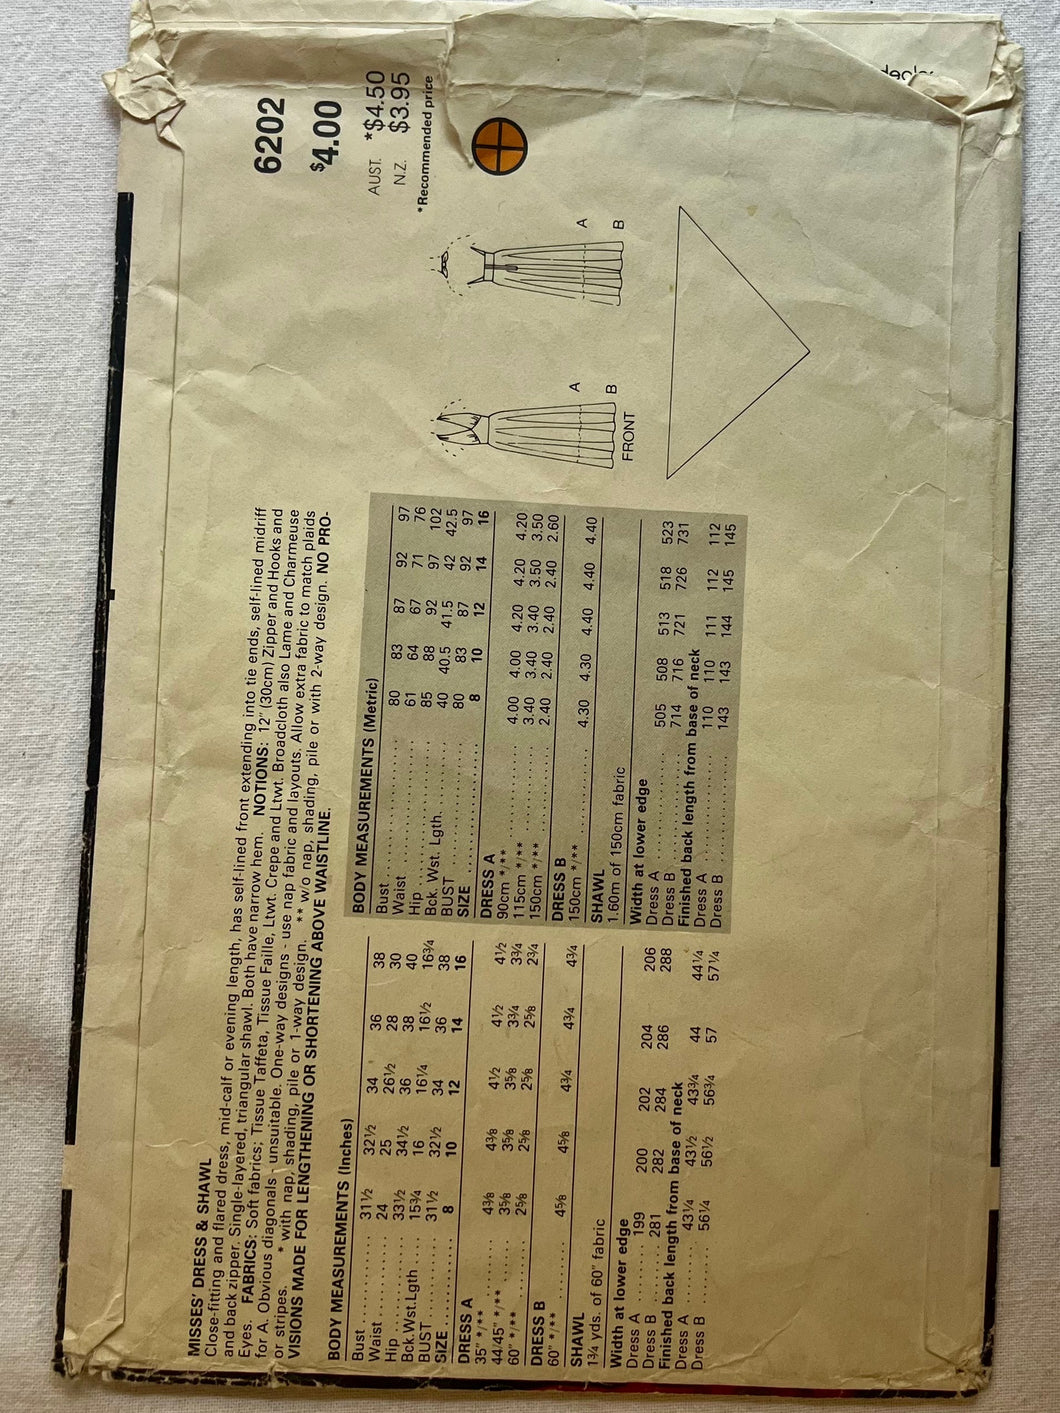 6202
$4.00
AUST. *$4.50
N.Z. $3.95
*Recommended price
MISSES' DRESS & SHAWL
Close-fitting and flared dress, mid-calf or evening length, has self-lined front extending into tie ends, self-lined midriff
and back zipper. Single-layered, triangular shawl. Both have narrow hem. NOTIONS: 12" (30cm) Zipper and Hooks and
Eyes. FABRICS: Soft fabrics; Tissue Taffeta, Tissue Faille, Ltwt. Crepe and Ltwt. Broadcloth also Lame and Charmeuse
for A. Obvious diagonals unsuitable. One-way designs - use nap fabric and layouts. Allow extra fabric to match plaids
or stripes. * with nap, shading, pile or 1-way design. ** w/o nap, shading, pile or with 2-way design. NO PRO-
VISIONS MADE FOR LENGTHENING OR SHORTENING ABOVE WAISTLINE.
BODY MEASUREMENTS (Inches)
Bust 31½ 32½ 34 36 38
Waist 24 25 26½ 28 30
Hip 33½ 34½ 36 38 40
Bck.Wst.Lgth 15¾ 16 16¼ 16½ 16¾
BUST 31½ 32½ 34 36 38
SIZE 8 10 12 14 16
DRESS A
35" */** 4⅜ 4⅜ 4½ 4½ 4½
44/45" */** 3⅝ 3⅝ 3⅝ 3¾ 3¾
60" */** 2⅝ 2⅝ 2⅝ 2⅝ 2¾
DRESS B
60" */** 4⅝ 4⅝ 4¾ 4¾ 4¾
SHAWL
1¾ yds. of 60" fabric
Width at lower edge
Dress A 199 200 202 204 206
Dress B 281 282 284 286 288
Finished back length from base of neck
Dress A 43¼ 43½ 43¾ 44 44¼
Dress B 56¼ 56½ 56¾ 57 57¼
BODY MEASUREMENTS (Metric)
Bust 80 83 87 92 97
Waist 61 64 67 71 76
Hip 85 88 92 97 102
Bck. Wst. Lgth. 40 40.5 41.5 42 42.5
BUST 80 83 87 92 97
SIZE 8 10 12 14 16
DRESS A
90cm */** 4.00 4.00 4.20 4.20 4.20
115cm */** 3.40 3.40 3.40 3.50 3.50
150cm */** 2.40 2.40 2.40 2.40 2.60
DRESS B
150cm */** 4.30 4.30 4.40 4.40 4.40
SHAWL
1.60m of 150cm fabric
Width at lower edge
Dress A 505 508 513 518 523
Dress B 714 716 721 726 731
Finished back length from base of neck
Dress A 110 110 111 112 112
Dress B 143 143 144 145 145
A
B
FRONT
A
B